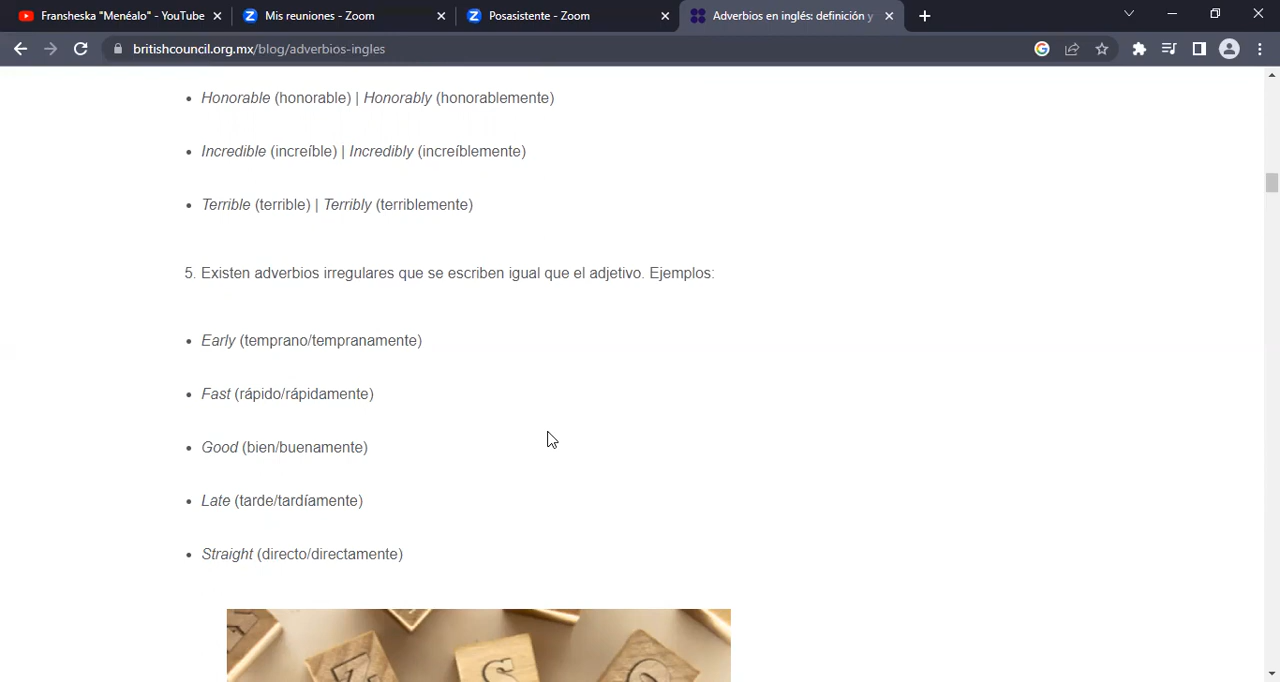 Fransheska "Menéalo" - YouTube
Mis reuniones - Zoom
Posasistente - Zoom
Adverbios en inglés: definición y
britishcouncil.org.mx/blog/adverbios-ingles
Honorable (honorable) | Honorably (honorablemente)
Incredible (increíble) | Incredibly (increíblemente)
Terrible (terrible) | Terribly (terriblemente)
5. Existen adverbios irregulares que se escriben igual que el adjetivo. Ejemplos:
Early (temprano/tempranamente)
Fast (rápido/rápidamente)
Good (bien/buenamente)
Late (tarde/tardíamente)
Straight (directo/directamente)
Z S O